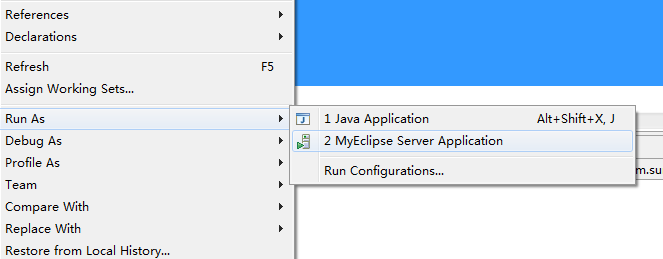 References
Declarations
Refresh F5
Assign Working Sets...
Run As
Debug As
Profile As
Team
Compare With
Replace With
Restore from Local History...
1 Java Application Alt+Shift+X, J
2 MyEclipse Server Application
Run Configurations...
m.su